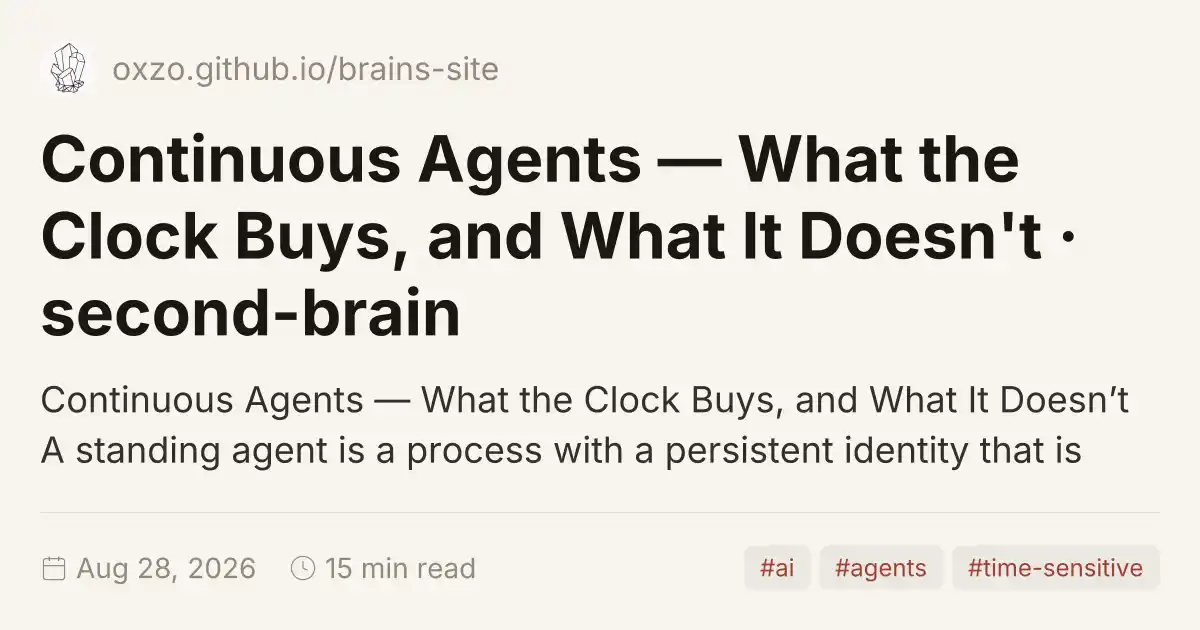 oxzo.github.io/brains-site
Continuous Agents — What the
Clock Buys, and What It Doesn't ·
second-brain
Continuous Agents — What the Clock Buys, and What It Doesn’t
A standing agent is a process with a persistent identity that is
Aug 28, 2026 15 min read #ai #agents #time-sensitive